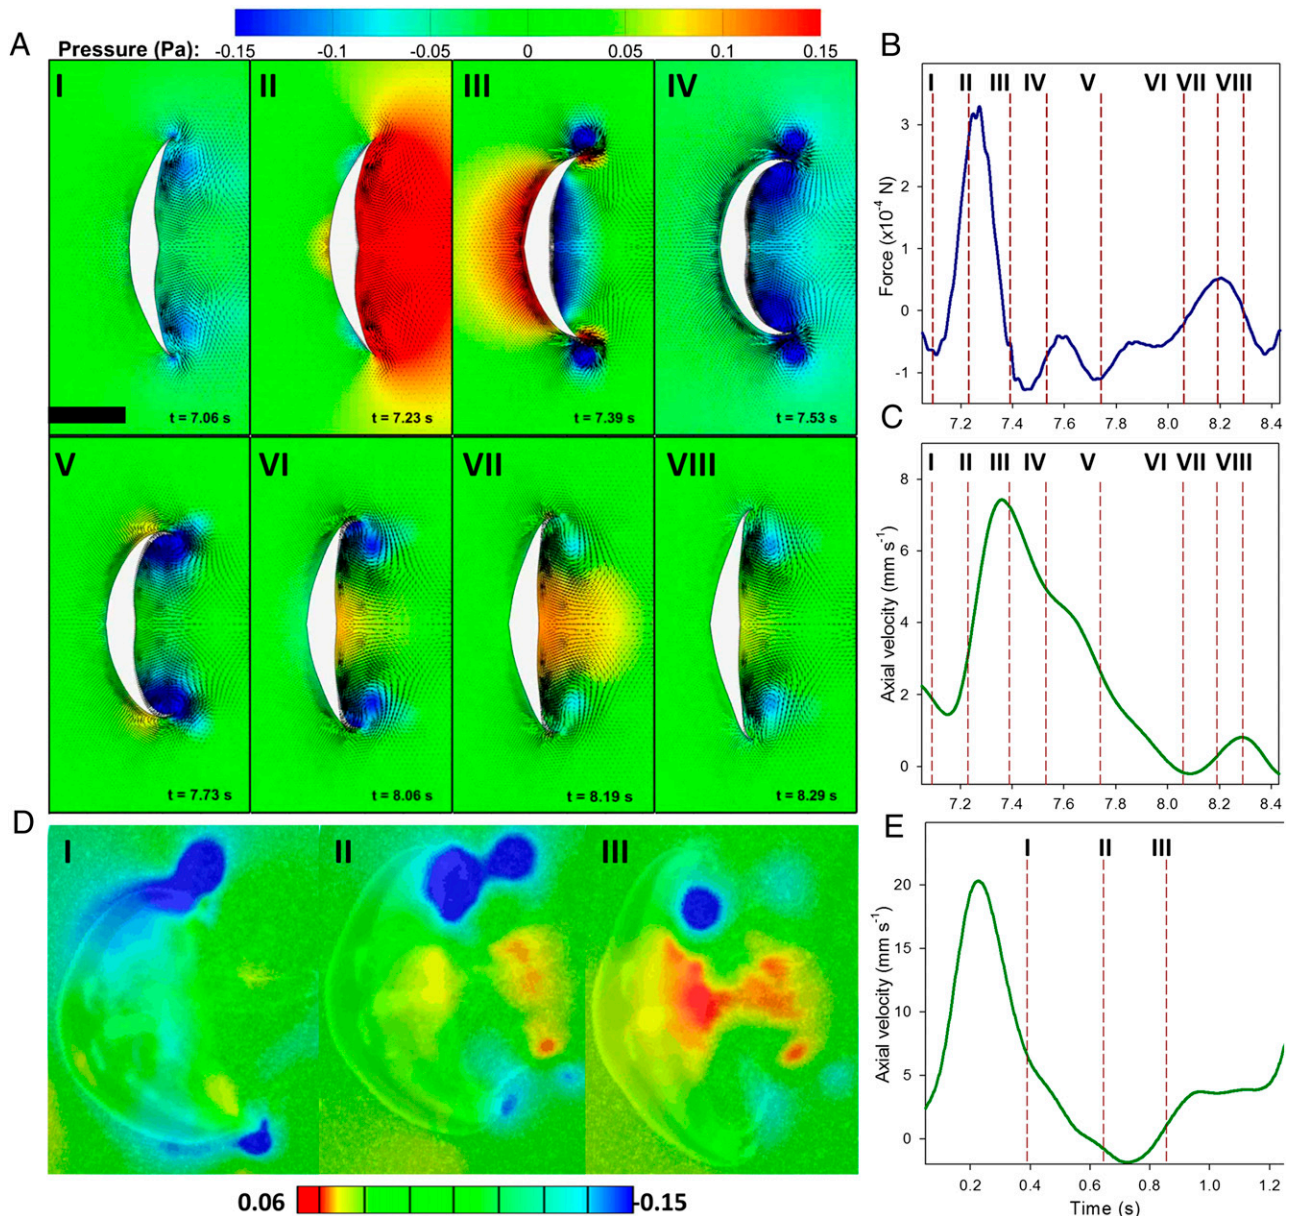 A
Pressure (Pa): -0.15 -0.1 -0.05 0 0.05 0.1 0.15
I II III IV
t = 7.06 s t = 7.23 s t = 7.39 s t = 7.53 s
V VI VII VIII
t = 7.73 s t = 8.06 s t = 8.19 s t = 8.29 s
B
I II III IV V VI VII VIII
Force (x10-4 N)
3
2
1
0
-1
7.2 7.4 7.6 7.8 8.0 8.2 8.4
C
I II III IV V VI VII VIII
Axial velocity (mm s-1)
8
6
4
2
0
7.2 7.4 7.6 7.8 8.0 8.2 8.4
D
I II III
0.06 -0.15
E
I II III
Axial velocity (mm s-1)
20
15
10
5
0
0.2 0.4 0.6 0.8 1.0 1.2
Time (s)